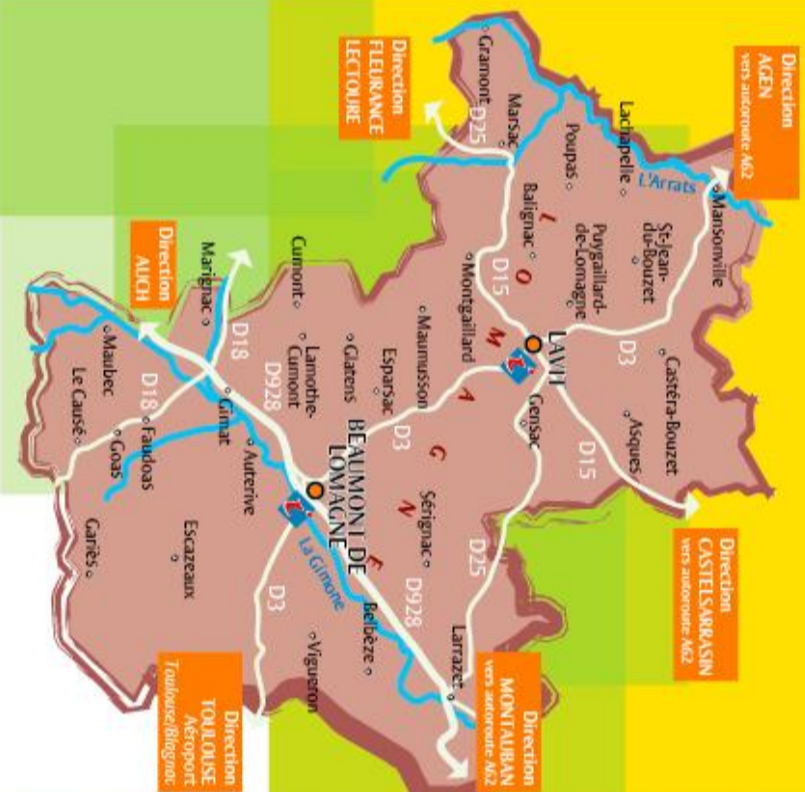 Direction
AGEN
vers autoroute A62
Direction
CASTELSARRASIN
vers autoroute A62
Mansonville
L'Arrats
St-Jean-
du-Bouzet
Castéra-Bouzet
Asques
Lachapelle
D3
Puygaillard-
de-Lomagne
D15
Poupas
LAVIT
i
Gensac
Direction
MONTAUBAN
vers autoroute A62
Balignac
Marsac
D15
Gramont
D25
D25
Montgaillard
Larrazet
LOMAGNE
Maumusson
Sérignac
D928
Direction
FLEURANCE
LECTOURE
D3
Esparsac
Belbèze
Glatens
BEAUMONT DE
LOMAGNE
i
La Gimone
Lamothe-
Cumont
Cumont
Vigueron
D928
D3
Auterive
D18
Gimat
Marignac
Direction
TOULOUSE
Aéroport
Toulouse/Blagnac
Escazeaux
Direction
AUCH
D18
Faudoas
Goas
Maubec
Le Causé
Gariès